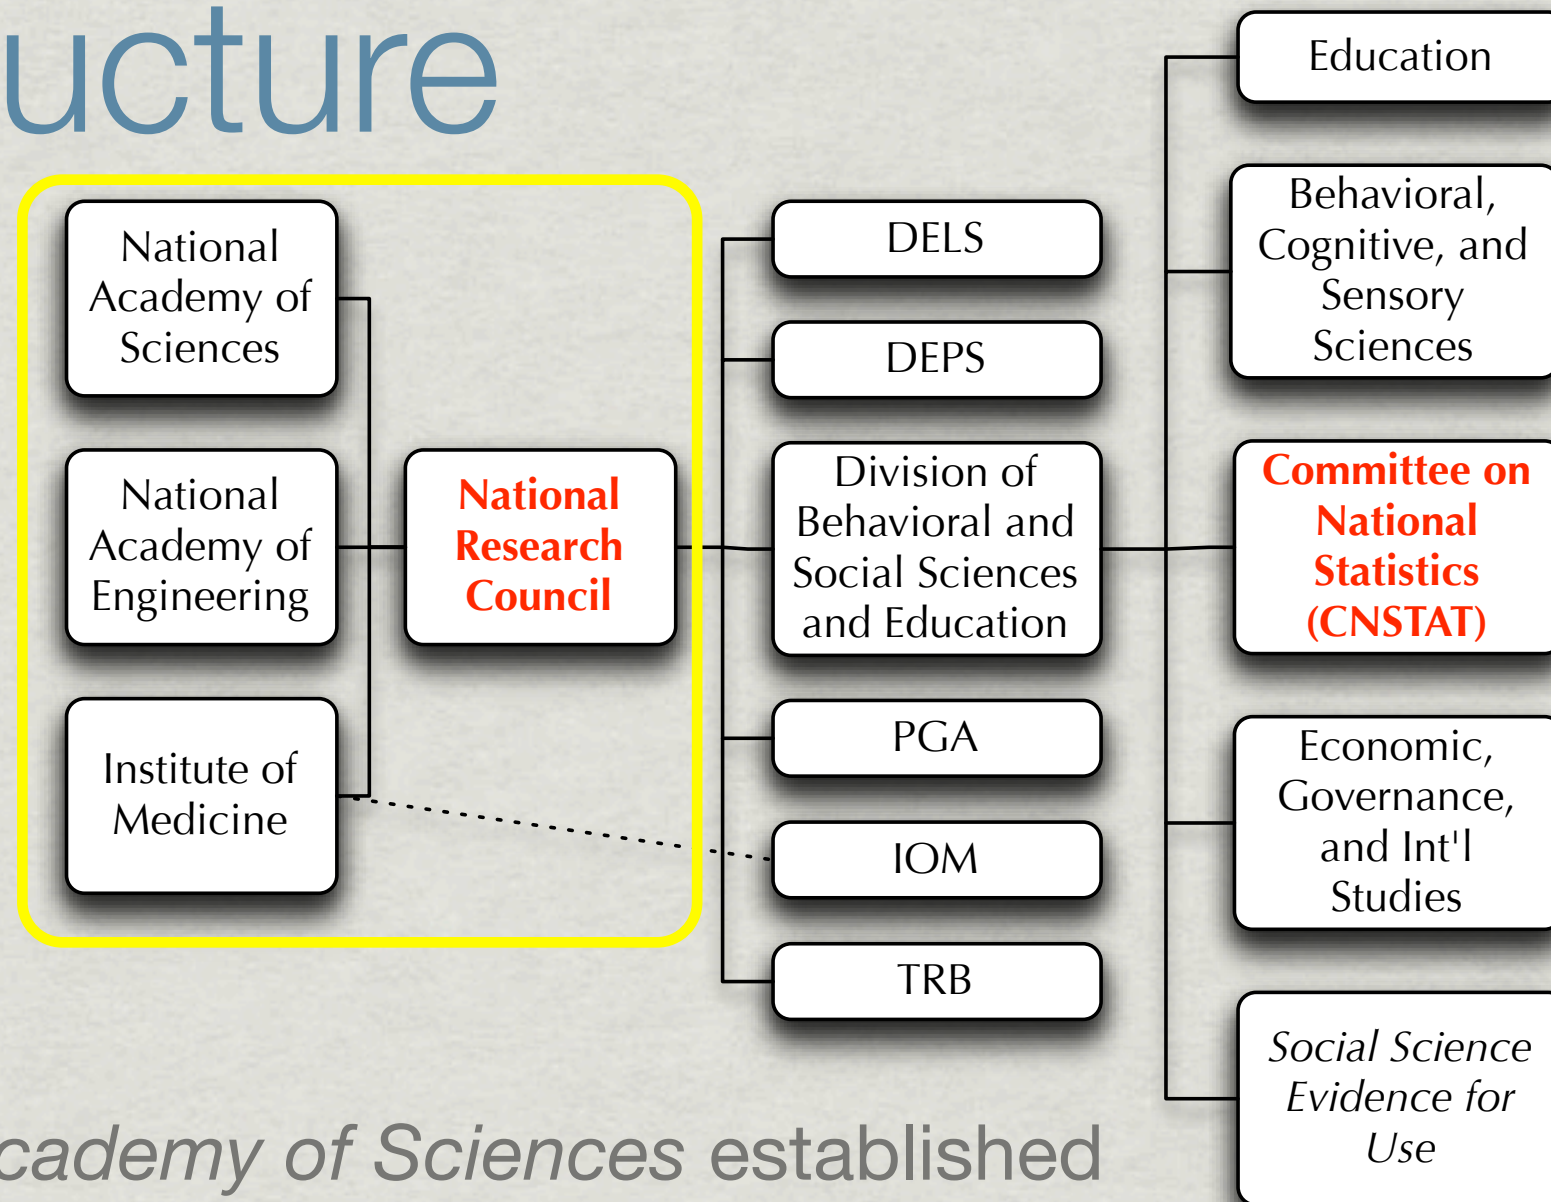 ucture
National
Academy of
Sciences
National
Academy of
Engineering
Institute of
Medicine
National
Research
Council
DELS
DEPS
Division of
Behavioral and
Social Sciences
and Education
PGA
IOM
TRB
Education
Behavioral,
Cognitive, and
Sensory
Sciences
Committee on
National
Statistics
(CNSTAT)
Economic,
Governance,
and Int'l
Studies
Social Science
Evidence for
Use
cademy of Sciences established